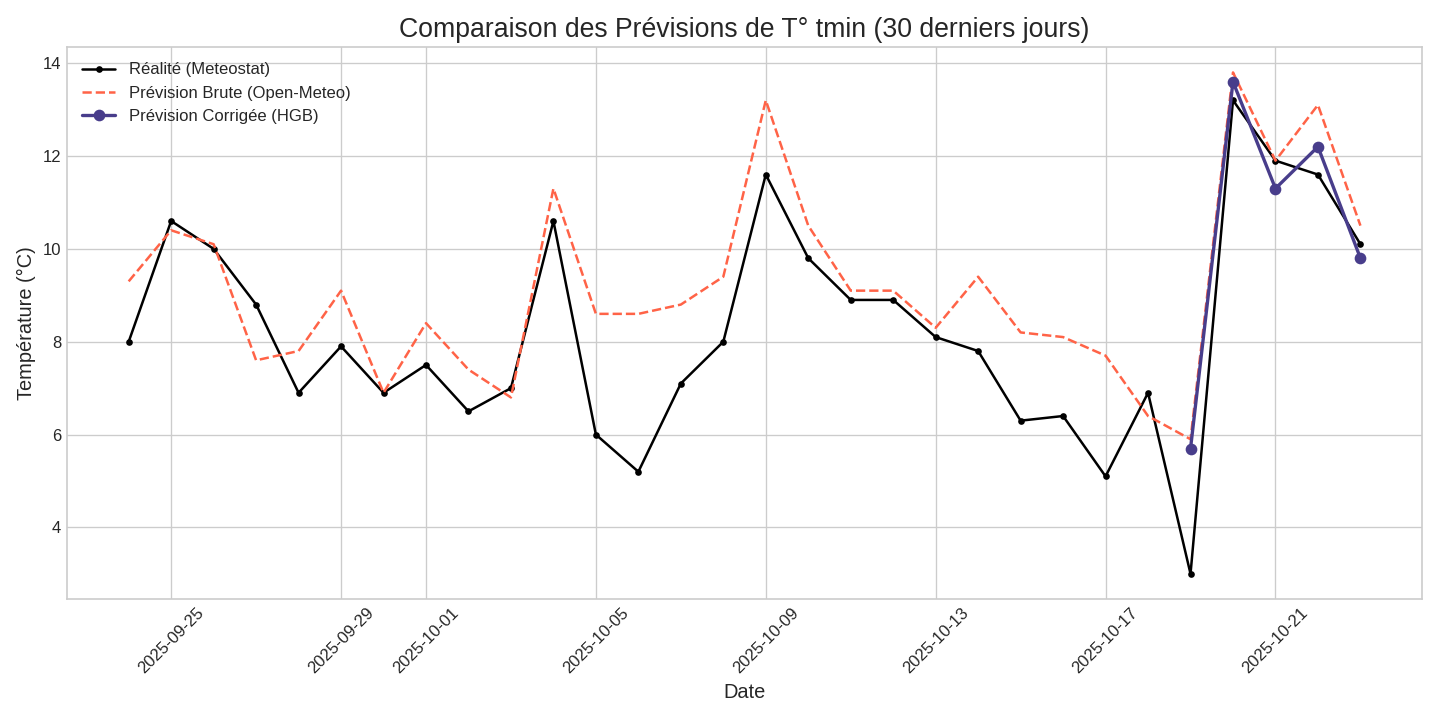 Comparaison des Prévisions de T° tmin (30 derniers jours)
Réalité (Meteostat)
Prévision Brute (Open-Meteo)
Prévision Corrigée (HGB)
Température (°C)
14
12
10
8
6
4
2025-09-25
2025-09-29
2025-10-01
2025-10-05
2025-10-09
2025-10-13
2025-10-17
2025-10-21
Date